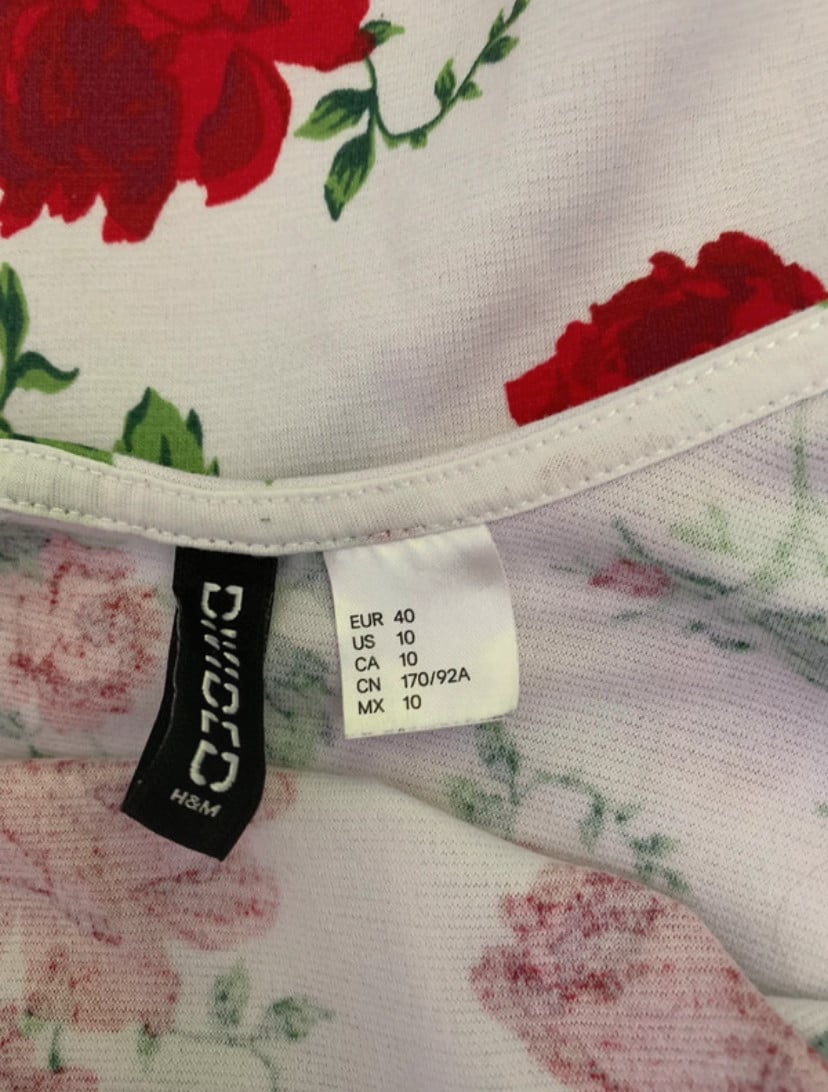 DIVIDED
H&M
EUR 40
US 10
CA 10
CN 170/92A
MX 10